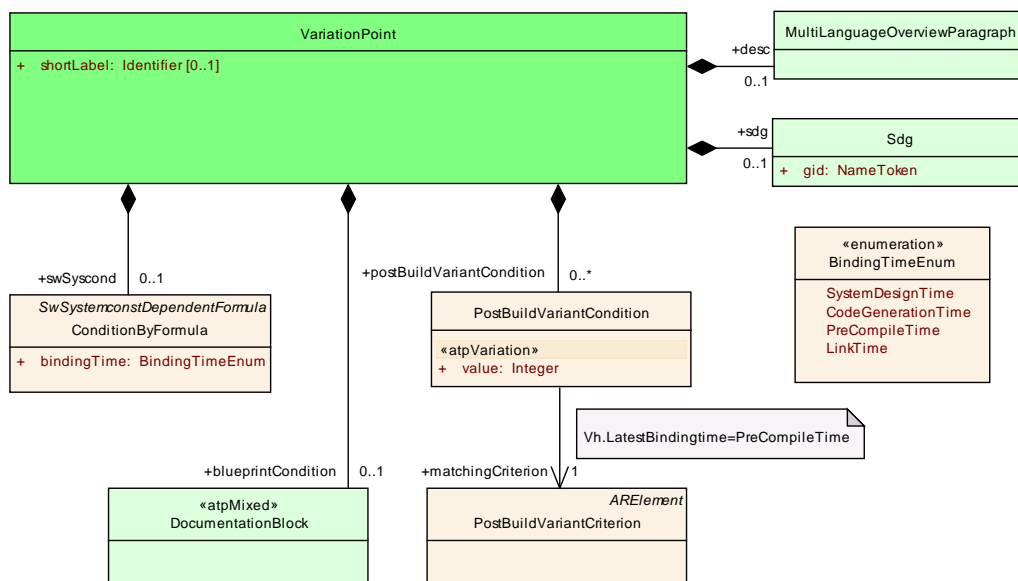 VariationPoint
+ shortLabel: Identifier [0..1]
MultiLanguageOverviewParagraph
+desc
0..1
+sdg
0..1
Sdg
+ gid: NameToken
+swSyscond 0..1
SwSystemconstDependentFormula
ConditionByFormula
+ bindingTime: BindingTimeEnum
+postBuildVariantCondition 0..*
PostBuildVariantCondition
«atpVariation»
+ value: Integer
«enumeration»
BindingTimeEnum
SystemDesignTime
CodeGenerationTime
PreCompileTime
LinkTime
Vh.LatestBindingtime=PreCompileTime
+blueprintCondition 0..1
«atpMixed»
DocumentationBlock
+matchingCriterion 1
ARElement
PostBuildVariantCriterion